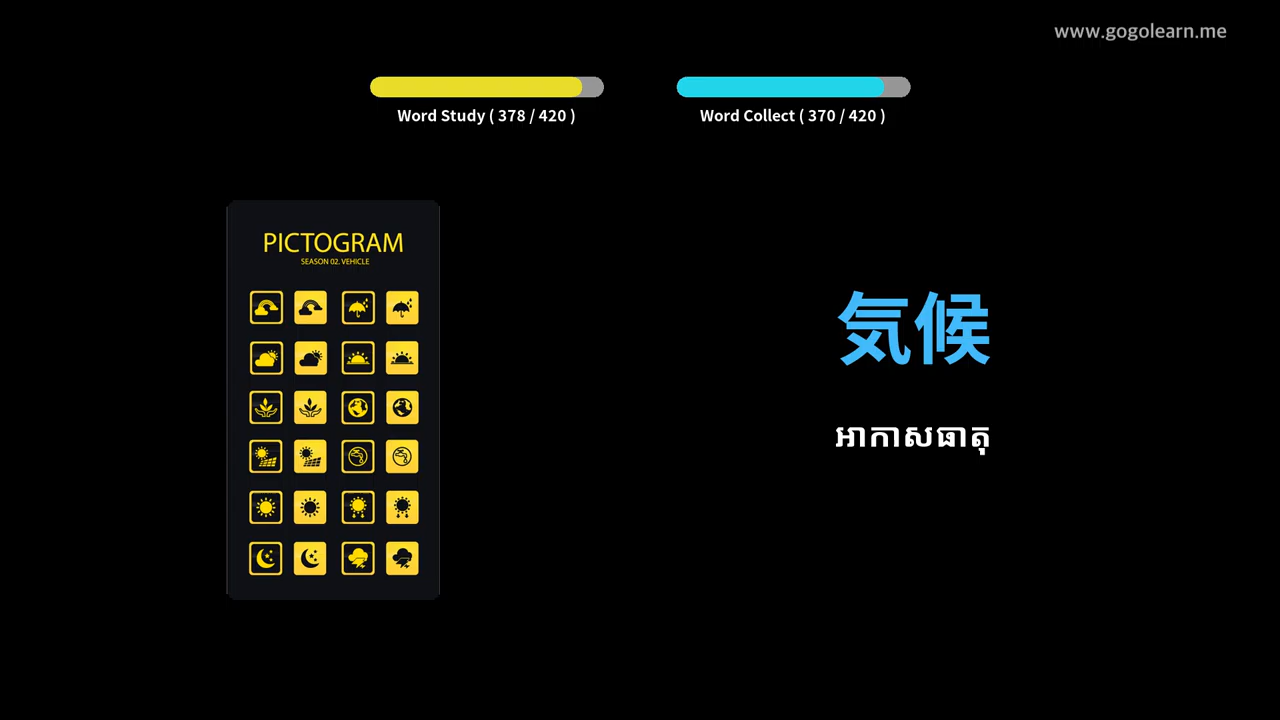 www.gogolearn.me
Word Study ( 378 / 420 )
Word Collect ( 370 / 420 )
PICTOGRAM
SEASON 02. VEHICLE
気候
អាកាសធាតុ